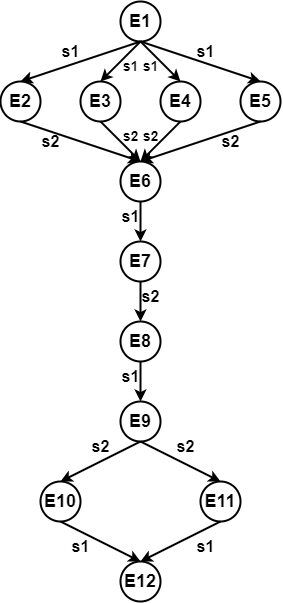 E1
s1 s1 s1 s1
E2 E3 E4 E5
s2 s2 s2 s2
E6
s1
E7
s2
E8
s1
E9
s2 s2
E10 E11
s1 s1
E12